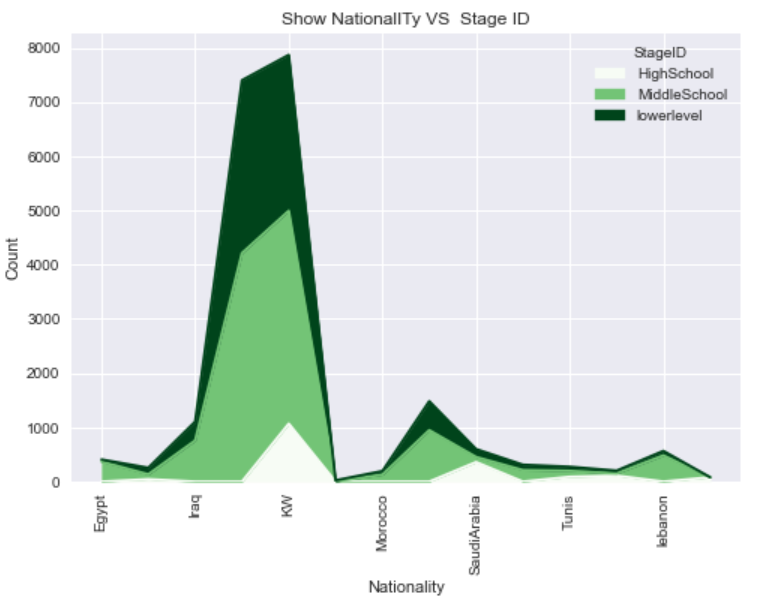 Show NationalITy VS  Stage ID
StageID
HighSchool
MiddleSchool
lowerlevel
8000
7000
6000
5000
4000
3000
2000
1000
0
Count
Egypt
Iraq
KW
Morocco
SaudiArabia
Tunis
lebanon
Nationality